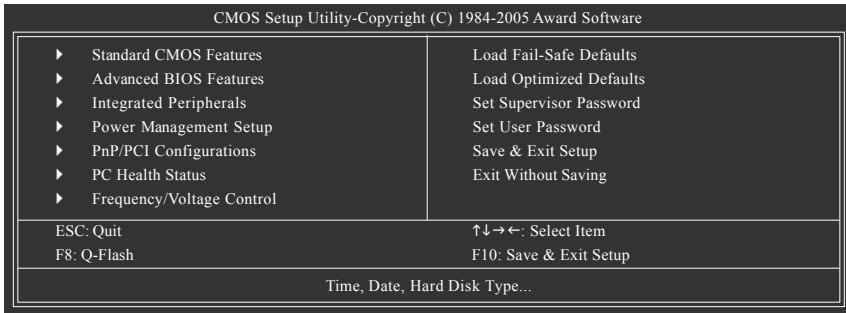 CMOS Setup Utility-Copyright (C) 1984-2005 Award Software
Standard CMOS Features
Advanced BIOS Features
Integrated Peripherals
Power Management Setup
PnP/PCI Configurations
PC Health Status
Frequency/Voltage Control
Load Fail-Safe Defaults
Load Optimized Defaults
Set Supervisor Password
Set User Password
Save & Exit Setup
Exit Without Saving
ESC: Quit
↑↓→←: Select Item
F8: Q-Flash
F10: Save & Exit Setup
Time, Date, Hard Disk Type...